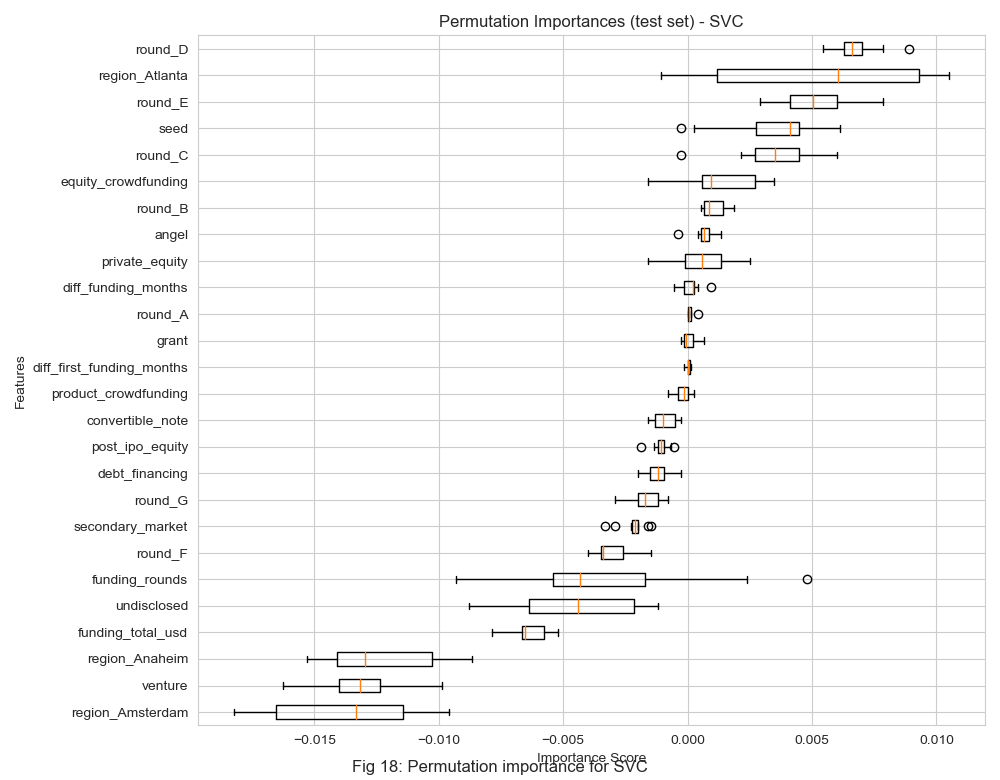 Permutation Importances (test set) - SVC
round_D
region_Atlanta
round_E
seed
round_C
equity_crowdfunding
round_B
angel
private_equity
diff_funding_months
round_A
grant
diff_first_funding_months
product_crowdfunding
convertible_note
post_ipo_equity
debt_financing
round_G
secondary_market
round_F
funding_rounds
undisclosed
funding_total_usd
region_Anaheim
venture
region_Amsterdam
Features
−0.015 −0.010 −0.005 0.000 0.005 0.010
Importance Score
Fig 18: Permutation importance for SVC